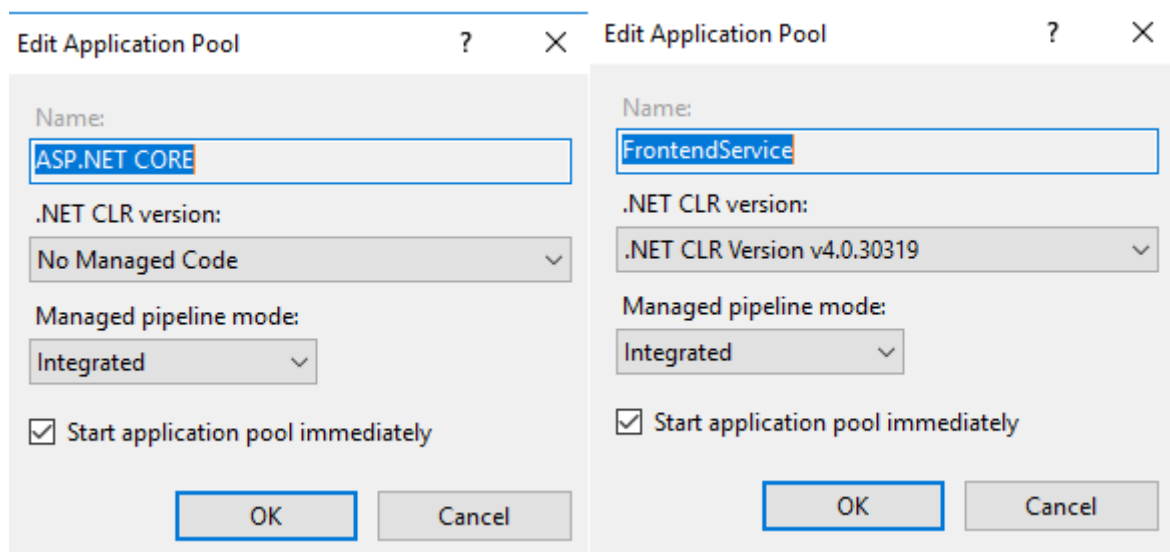 Edit Application Pool ?
Name:
ASP.NET CORE
.NET CLR version:
No Managed Code
Managed pipeline mode:
Integrated
Start application pool immediately
OK Cancel
Edit Application Pool ?
Name:
FrontendService
.NET CLR version:
.NET CLR Version v4.0.30319
Managed pipeline mode:
Integrated
Start application pool immediately
OK Cancel